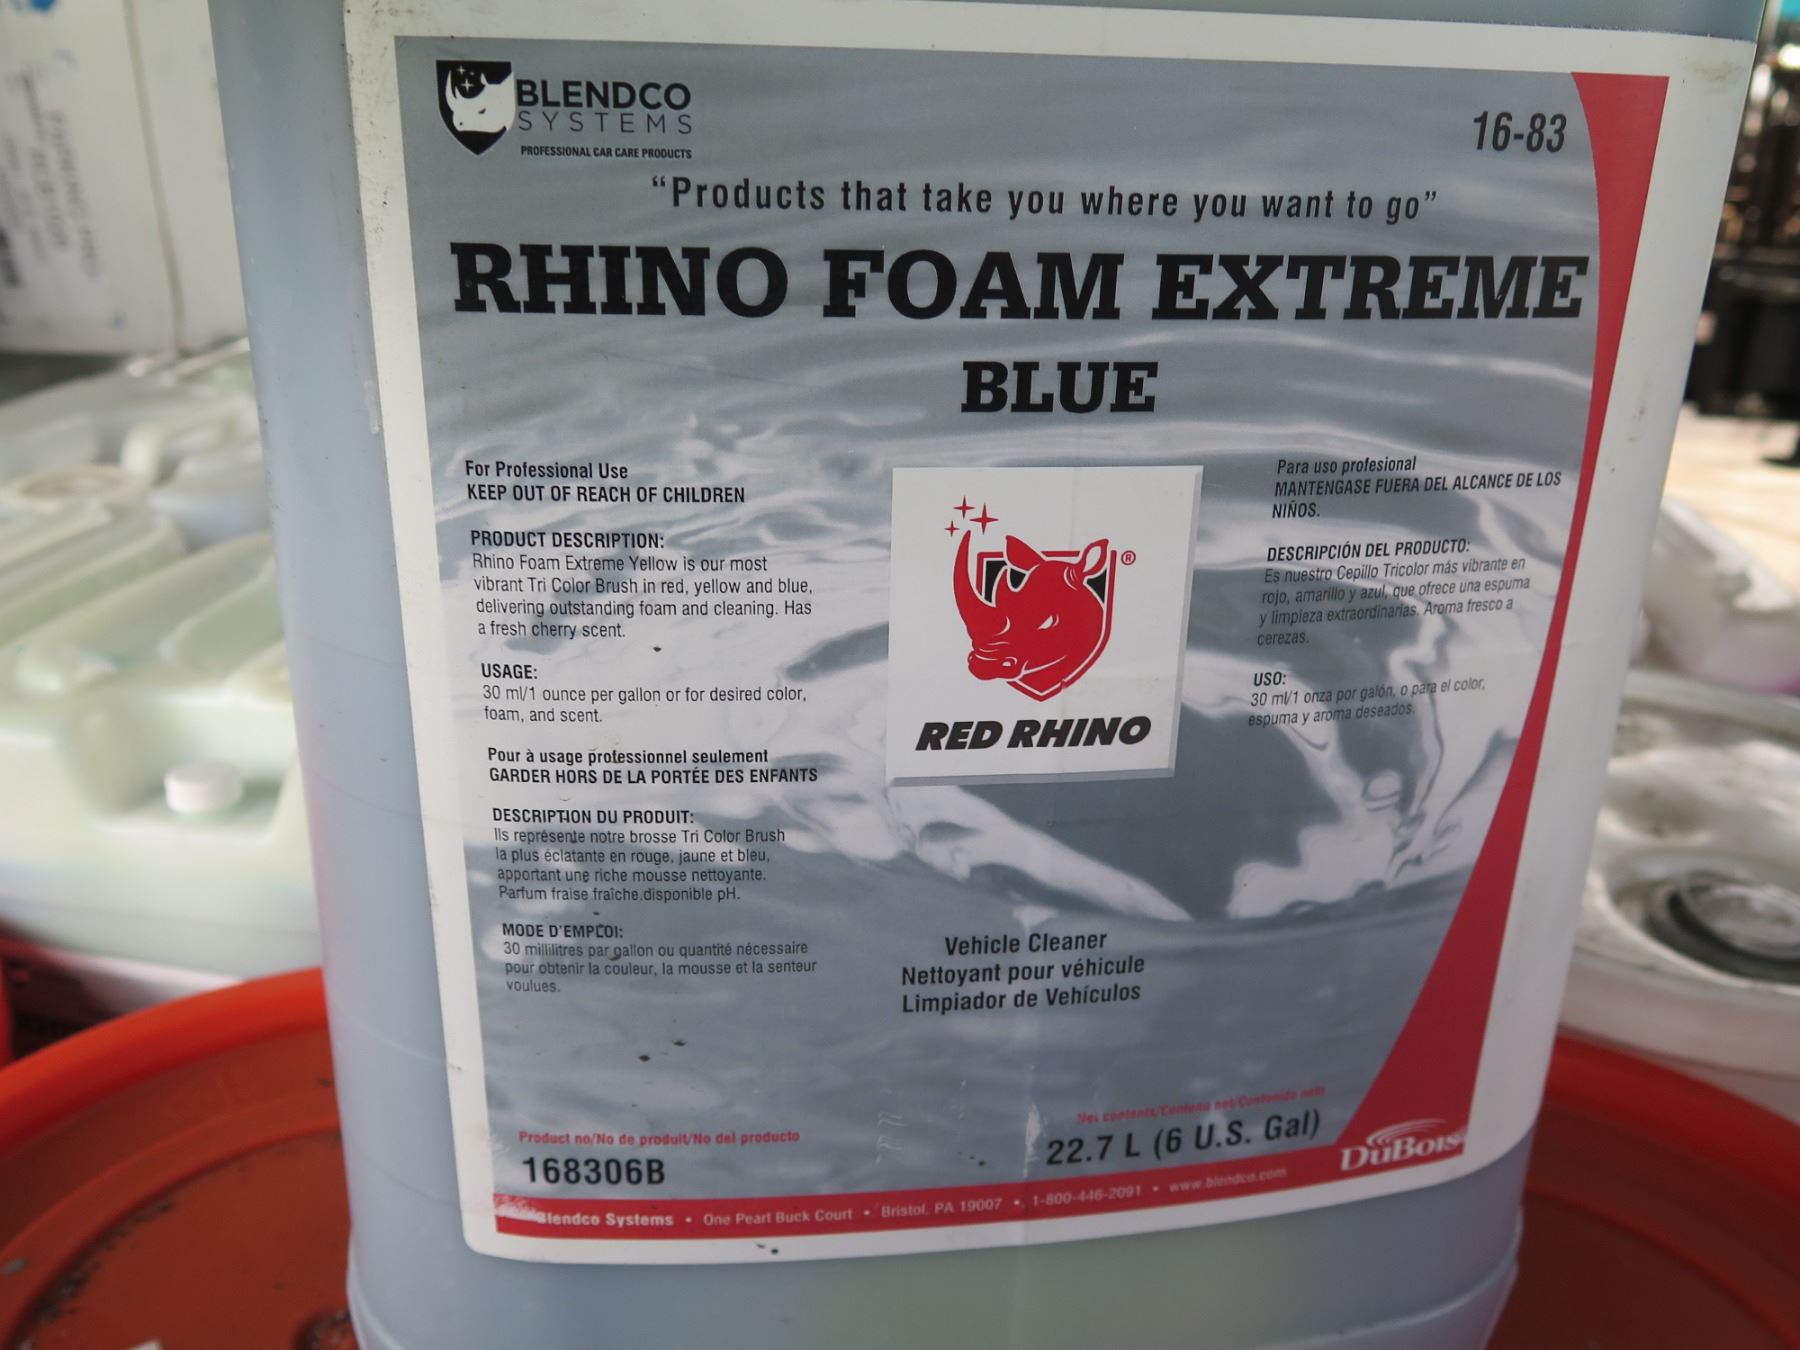 BLENDCO
SYSTEMS
PROFESSIONAL CAR CARE PRODUCTS
16-83
“Products that take you where you want to go”
RHINO FOAM EXTREME
BLUE
For Professional Use
KEEP OUT OF REACH OF CHILDREN
PRODUCT DESCRIPTION:
Rhino Foam Extreme Yellow is our most
vibrant Tri Color Brush in red, yellow and blue,
delivering outstanding foam and cleaning. Has
a fresh cherry scent.
USAGE:
30 ml/1 ounce per gallon or for desired color,
foam, and scent.
Pour à usage professionnel seulement
GARDER HORS DE LA PORTÉE DES ENFANTS
DESCRIPTION DU PRODUIT:
Ils représente notre brosse Tri Color Brush
la plus éclatante en rouge, jaune et bleu,
apportant une riche mousse nettoyante.
Parfum fraise fraîche.disponible pH.
MODE D'EMPLOI:
30 millilitres par gallon ou quantité nécessaire
pour obtenir la couleur, la mousse et la senteur
voulues.
®
RED RHINO
Para uso profesional
MANTENGASE FUERA DEL ALCANCE DE LOS
NIÑOS.
DESCRIPCIÓN DEL PRODUCTO:
Es nuestro Cepillo Tricolor más vibrante en
rojo, amarillo y azul, que ofrece una espuma
y limpieza extraordinarias. Aroma fresco a
cerezas.
USO:
30 ml/1 onza por galón, o para el color,
espuma y aroma deseados.
Vehicle Cleaner
Nettoyant pour véhicule
Limpiador de Vehículos
Product no/No de produit/No del producto
168306B
Net contents/Contenu net/Contenido neto
22.7 L (6 U.S. Gal)
DuBois
Blendco Systems • One Pearl Buck Court • Bristol, PA 19007 • 1-800-446-2091 • www.blendco.com